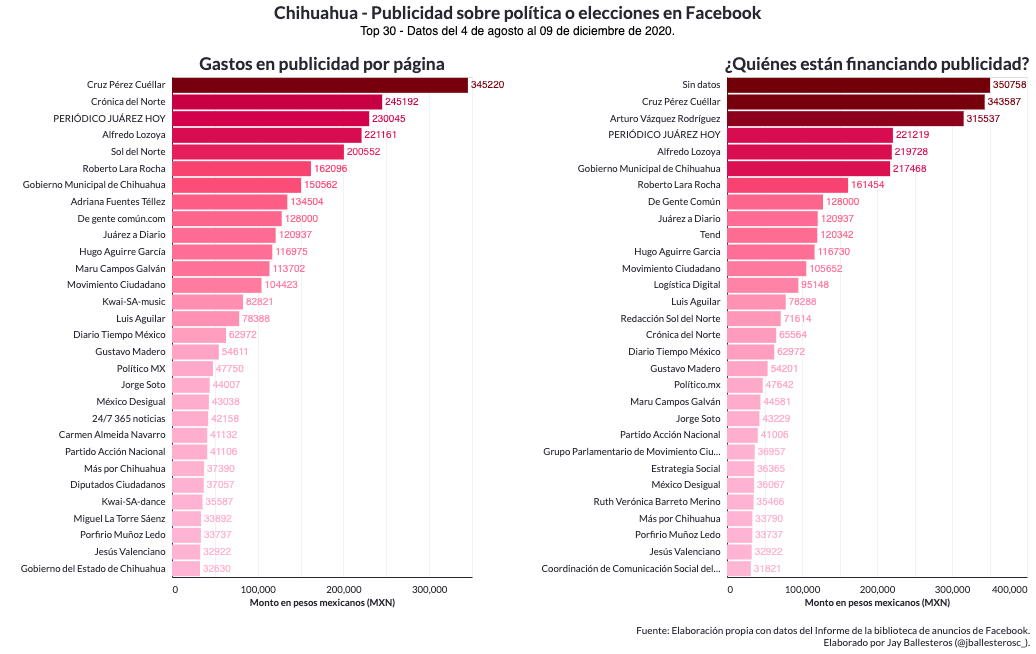 Chihuahua - Publicidad sobre política o elecciones en Facebook
Top 30 - Datos del 4 de agosto al 09 de diciembre de 2020.
Gastos en publicidad por página
Cruz Pérez Cuéllar 345220
Crónica del Norte 245192
PERIÓDICO JUÁREZ HOY 230045
Alfredo Lozoya 221161
Sol del Norte 200552
Roberto Lara Rocha 162096
Gobierno Municipal de Chihuahua 150562
Adriana Fuentes Téllez 134504
De gente común.com 128000
Juárez a Diario 120937
Hugo Aguirre García 116975
Maru Campos Galván 113702
Movimiento Ciudadano 104423
Kwai-SA-music 82821
Luis Aguilar 78388
Diario Tiempo México 62972
Gustavo Madero 54611
Político MX 47750
Jorge Soto 44007
México Desigual 43038
24/7 365 noticias 42158
Carmen Almeida Navarro 41132
Partido Acción Nacional 41106
Más por Chihuahua 37390
Diputados Ciudadanos 37057
Kwai-SA-dance 35587
Miguel La Torre Sáenz 33892
Porfirio Muñoz Ledo 33737
Jesús Valenciano 32922
Gobierno del Estado de Chihuahua 32630
0 100,000 200,000 300,000
Monto en pesos mexicanos (MXN)
¿Quiénes están financiando publicidad?
Sin datos 350758
Cruz Pérez Cuéllar 343587
Arturo Vázquez Rodríguez 315537
PERIÓDICO JUÁREZ HOY 221219
Alfredo Lozoya 219728
Gobierno Municipal de Chihuahua 217468
Roberto Lara Rocha 161454
De Gente Común 128000
Juárez a Diario 120937
Tend 120342
Hugo Aguirre Garcia 116730
Movimiento Ciudadano 105652
Logística Digital 95148
Luis Aguilar 78288
Redacción Sol del Norte 71614
Crónica del Norte 65564
Diario Tiempo México 62972
Gustavo Madero 54201
Político.mx 47642
Maru Campos Galván 44581
Jorge Soto 43229
Partido Acción Nacional 41006
Grupo Parlamentario de Movimiento Ciu... 36957
Estrategia Social 36365
México Desigual 36067
Ruth Verónica Barreto Merino 35466
Más por Chihuahua 33790
Porfirio Muñoz Ledo 33737
Jesús Valenciano 32922
Coordinación de Comunicación Social del... 31821
0 100,000 200,000 300,000 400,000
Monto en pesos mexicanos (MXN)
Fuente: Elaboración propia con datos del Informe de la biblioteca de anuncios de Facebook.
Elaborado por Jay Ballesteros (@jballesterosc_).